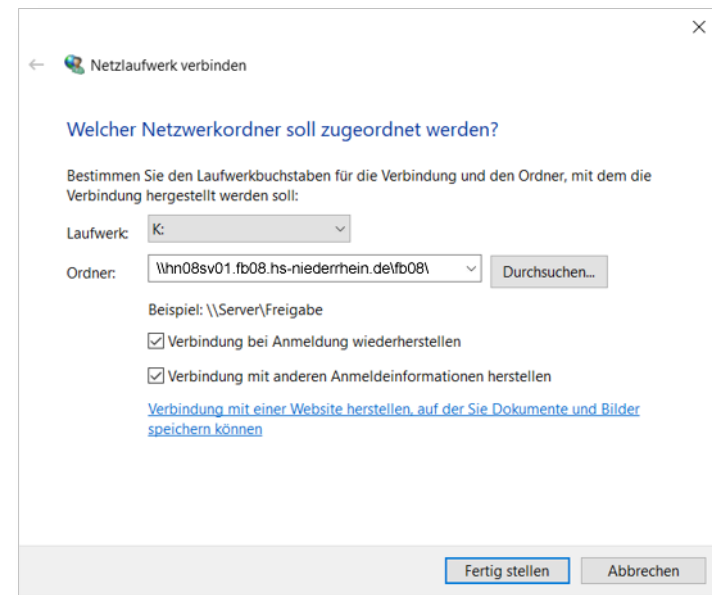 Netzlaufwerk verbinden
Welcher Netzwerkordner soll zugeordnet werden?
Bestimmen Sie den Laufwerkbuchstaben für die Verbindung und den Ordner, mit dem die
Verbindung hergestellt werden soll:
Laufwerk: K:
Ordner: \\hn08sv01.fb08.hs-niederrhein.de\fb08\ Durchsuchen...
Beispiel: \\Server\Freigabe
Verbindung bei Anmeldung wiederherstellen
Verbindung mit anderen Anmeldeinformationen herstellen
Verbindung mit einer Website herstellen, auf der Sie Dokumente und Bilder
speichern können
Fertig stellen Abbrechen